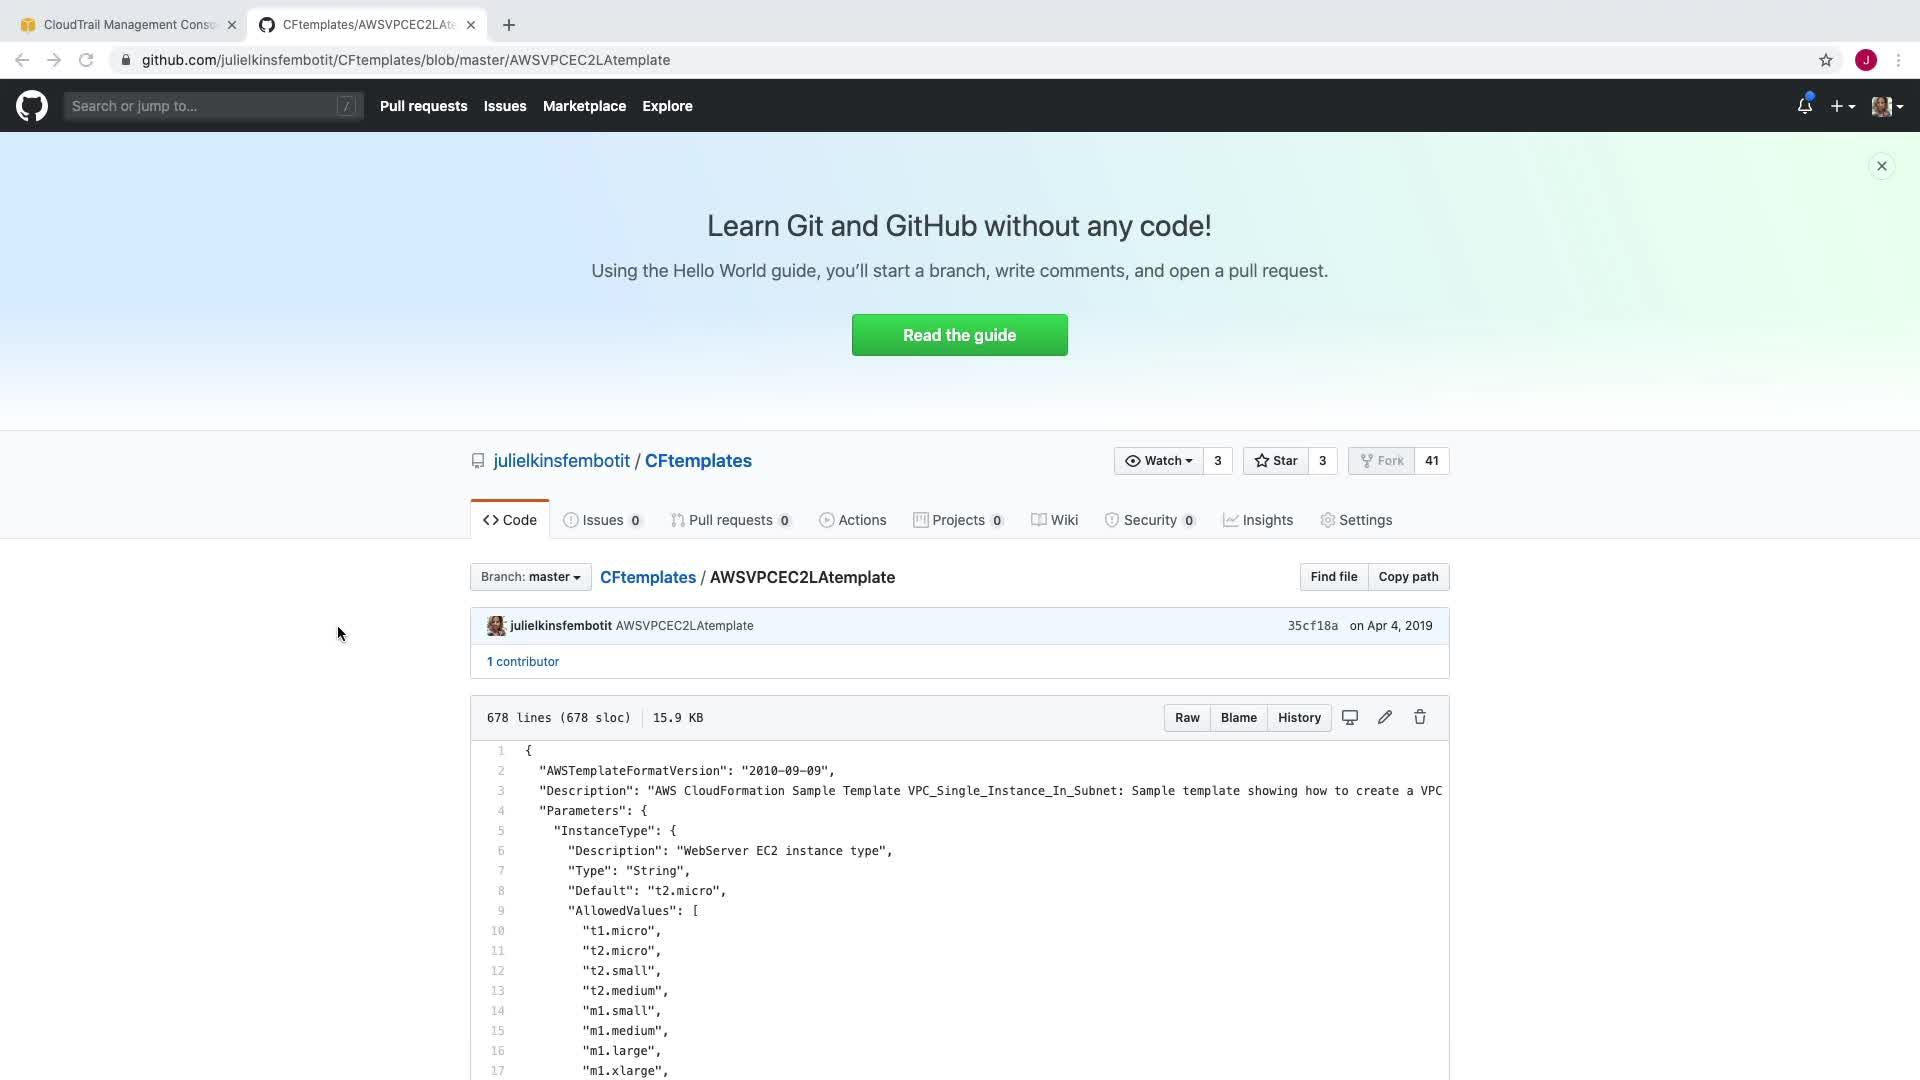 CloudTrail Management Conso
CFtemplates/AWSVPCEC2LAte
github.com/julielkinsfembotit/CFtemplates/blob/master/AWSVPCEC2LAtemplate
J
Search or jump to... /
Pull requests Issues Marketplace Explore
Learn Git and GitHub without any code!
Using the Hello World guide, you’ll start a branch, write comments, and open a pull request.
Read the guide
julielkinsfembotit / CFtemplates
Watch 3 Star 3 Fork 41
Code Issues 0 Pull requests 0 Actions Projects 0 Wiki Security 0 Insights Settings
Branch: master CFtemplates / AWSVPCEC2LAtemplate Find file Copy path
julielkinsfembotit AWSVPCEC2LAtemplate 35cf18a on Apr 4, 2019
1 contributor
678 lines (678 sloc) 15.9 KB Raw Blame History
1 {
2 "AWSTemplateFormatVersion": "2010-09-09",
3 "Description": "AWS CloudFormation Sample Template VPC_Single_Instance_In_Subnet: Sample template showing how to create a VPC
4 "Parameters": {
5 "InstanceType": {
6 "Description": "WebServer EC2 instance type",
7 "Type": "String",
8 "Default": "t2.micro",
9 "AllowedValues": [
10 "t1.micro",
11 "t2.micro",
12 "t2.small",
13 "t2.medium",
14 "m1.small",
15 "m1.medium",
16 "m1.large",
17 "m1.xlarge",